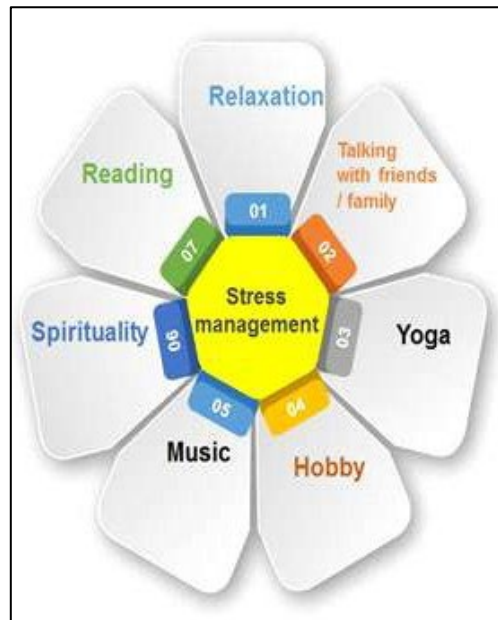 Relaxation
01
Talking
with friends
/ family
02
Yoga
03
Hobby
04
Music
05
Spirituality
06
Reading
07
Stress
management